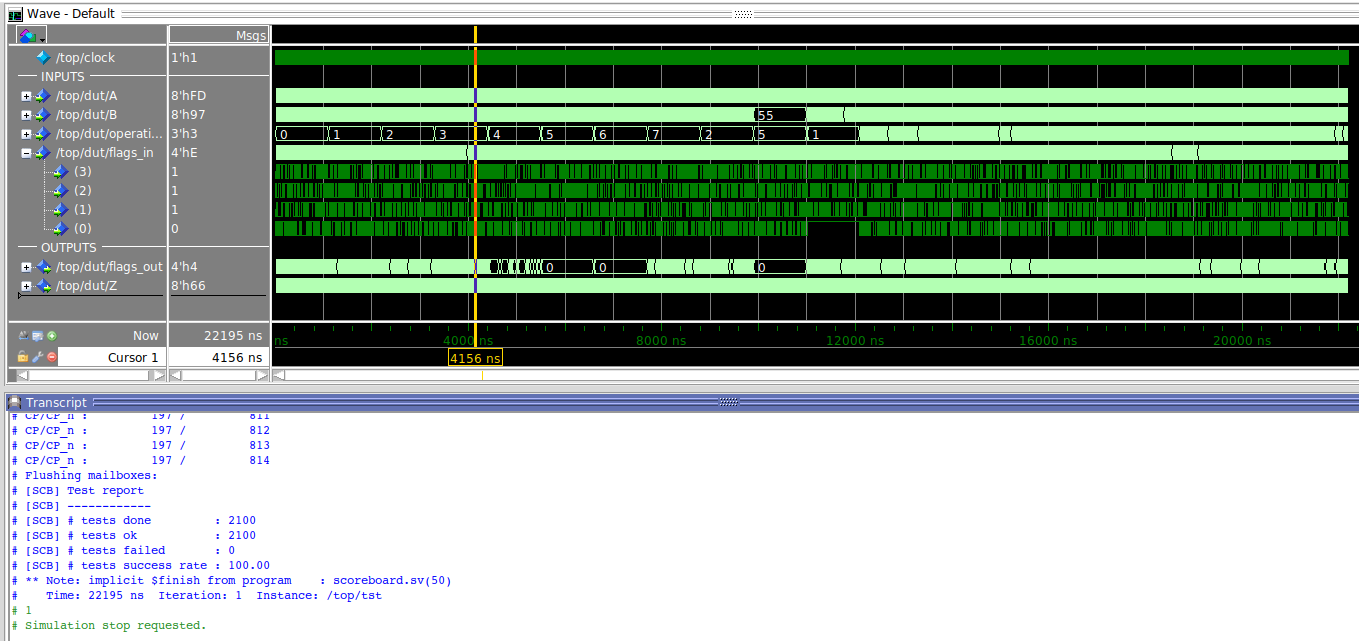 Wave - Default
Msgs
/top/clock 1'h1
INPUTS
/top/dut/A 8'hFD
/top/dut/B 8'h97 55
/top/dut/operati... 3'h3 0 1 2 3 4 5 6 7 2 5 1
/top/dut/flags_in 4'hE
(3) 1
(2) 1
(1) 1
(0) 0
OUTPUTS
/top/dut/flags_out 4'h4 0 0 0
/top/dut/Z 8'h66
Now 22195 ns ns 4000 ns 8000 ns 12000 ns 16000 ns 20000 ns
Cursor 1 4156 ns 4156 ns
Transcript
# CP/CP_n : 197 / 811
# CP/CP_n : 197 / 812
# CP/CP_n : 197 / 813
# CP/CP_n : 197 / 814
# Flushing mailboxes:
# [SCB] Test report
# [SCB] ------------
# [SCB] # tests done : 2100
# [SCB] # tests ok : 2100
# [SCB] # tests failed : 0
# [SCB] # tests success rate : 100.00
# ** Note: implicit $finish from program : scoreboard.sv(50)
# Time: 22195 ns Iteration: 1 Instance: /top/tst
# 1
# Simulation stop requested.